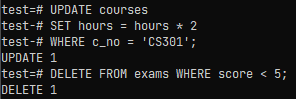 test=# UPDATE courses
test-# SET hours = hours * 2
test-# WHERE c_no = 'CS301';
UPDATE 1
test=# DELETE FROM exams WHERE score < 5;
DELETE 1